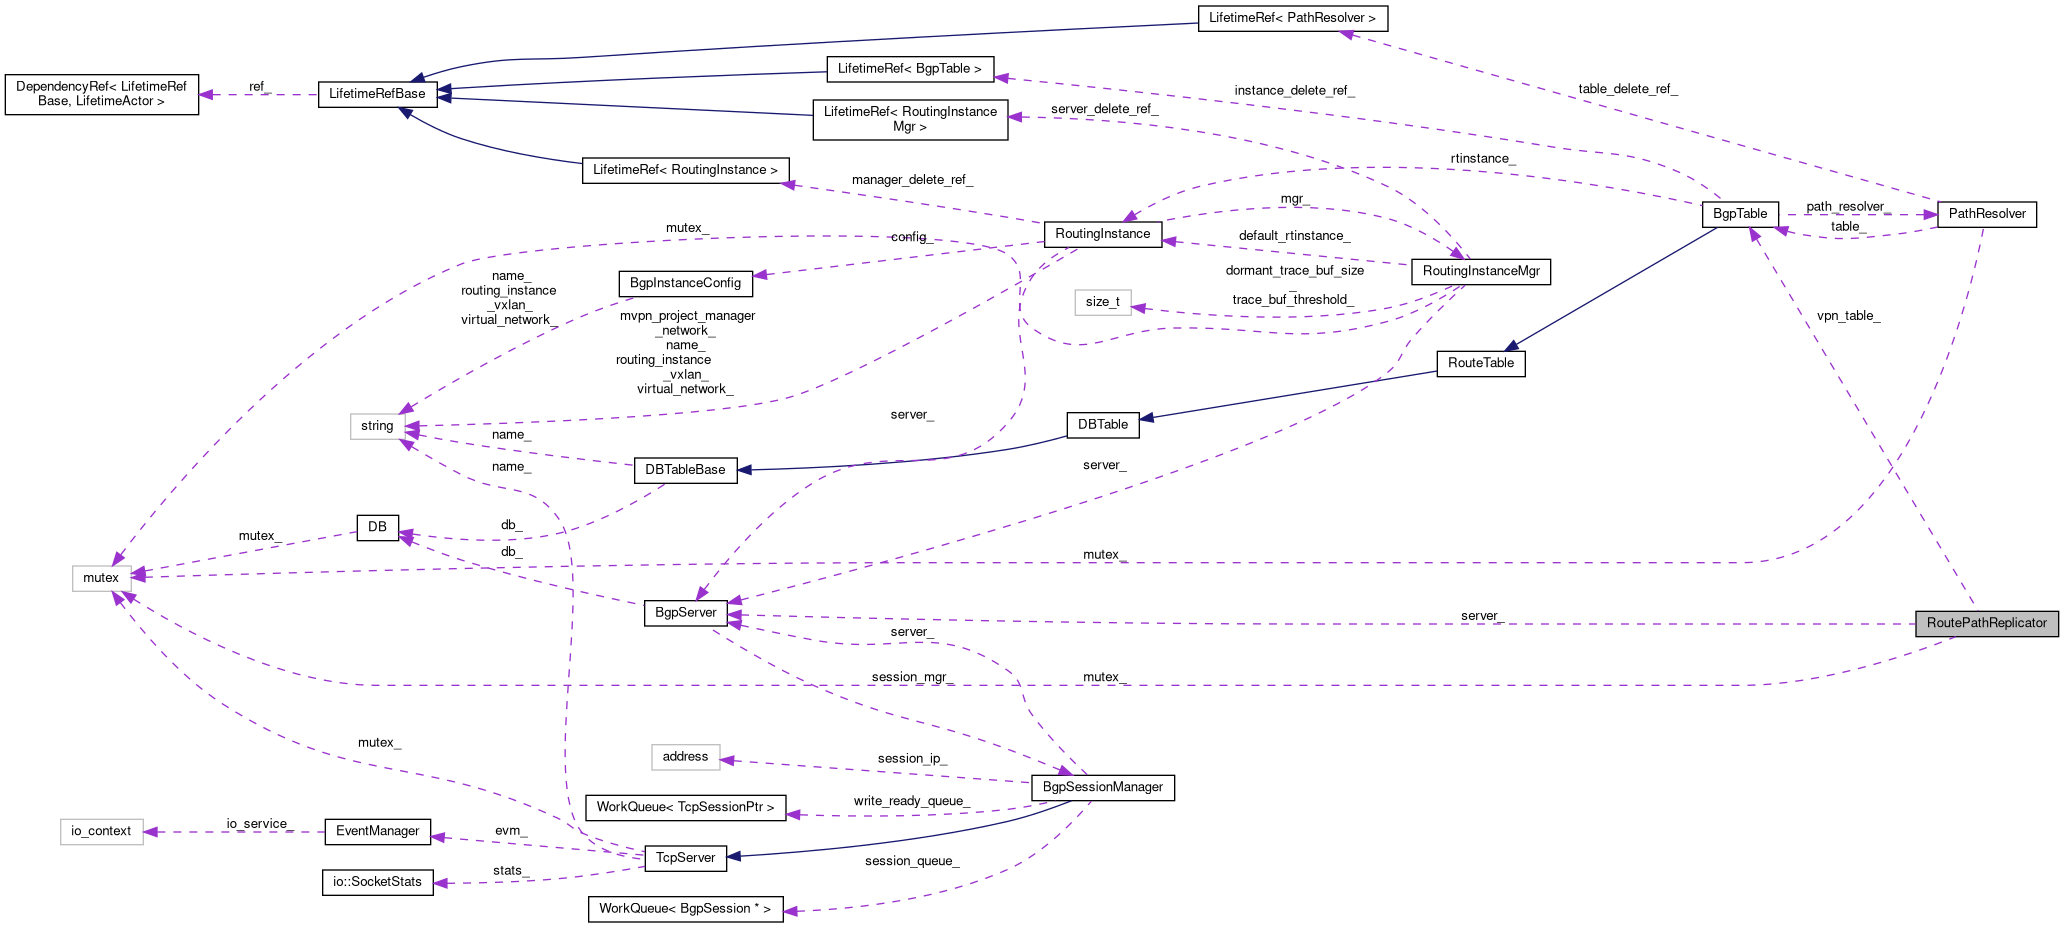 LifetimeRef< PathResolver >
DependencyRef< LifetimeRef
Base, LifetimeActor >
ref_
LifetimeRefBase
LifetimeRef< BgpTable >
instance_delete_ref_
table_delete_ref_
LifetimeRef< RoutingInstance
Mgr >
server_delete_ref_
LifetimeRef< RoutingInstance >
manager_delete_ref_
rtinstance_
mgr_
BgpTable
path_resolver_
table_
PathResolver
mutex_
RoutingInstance
config_
default_rtinstance_
RoutingInstanceMgr
name_
routing_instance
_vxlan_
virtual_network_
BgpInstanceConfig
dormant_trace_buf_size
_
trace_buf_threshold_
size_t
mvpn_project_manager
_network_
name_
routing_instance
_vxlan_
virtual_network_
vpn_table_
RouteTable
string
server_
DBTable
name_
DBTableBase
name_
server_
DB
db_
mutex_
db_
mutex_
mutex
BgpServer
server_
RoutePathReplicator
server_
session_mgr_
mutex_
mutex_
address
session_ip_
BgpSessionManager
WorkQueue< TcpSessionPtr >
write_ready_queue_
io_context
io_service_
EventManager
evm_
TcpServer
session_queue_
io::SocketStats
stats_
WorkQueue< BgpSession * >